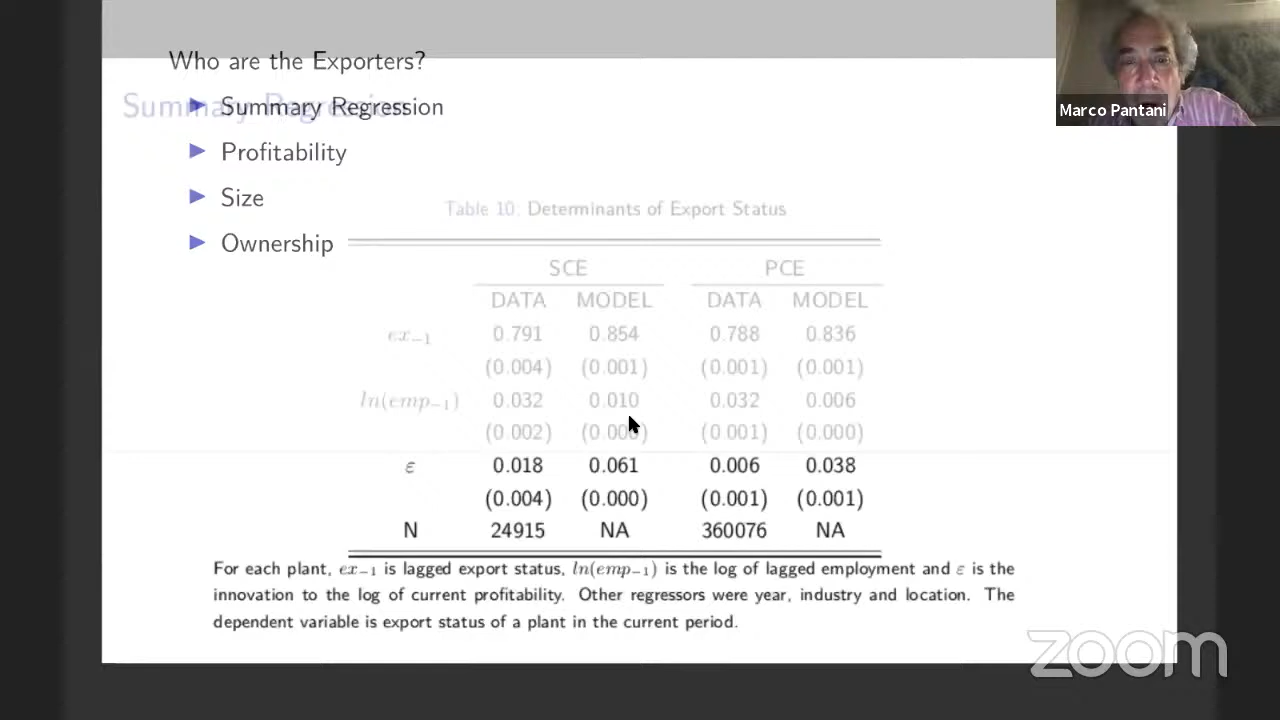 Who are the Exporters?
Summary Regression
▶ Summary Regression
▶ Profitability
▶ Size
▶ Ownership
Table 10: Determinants of Export Status
SCE PCE
DATA MODEL DATA MODEL
ex−1 0.791 0.854 0.788 0.836
(0.004) (0.001) (0.001) (0.001)
ln(emp−1) 0.032 0.010 0.032 0.006
(0.002) (0.000) (0.001) (0.000)
ε 0.018 0.061 0.006 0.038
(0.004) (0.000) (0.001) (0.001)
N 24915 NA 360076 NA
For each plant, ex−1 is lagged export status, ln(emp−1) is the log of lagged employment and ε is the
innovation to the log of current profitability. Other regressors were year, industry and location. The
dependent variable is export status of a plant in the current period.
Marco Pantani
zoom